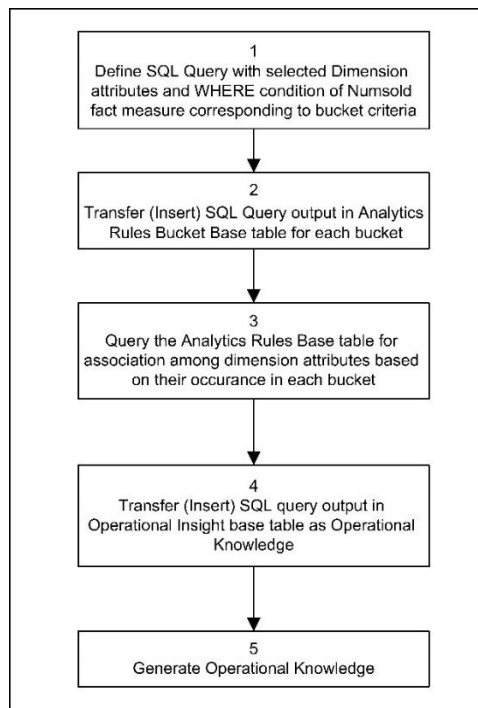 1
Define SQL Query with selected Dimension
attributes and WHERE condition of Numsold
fact measure corresponding to bucket criteria
2
Transfer (Insert) SQL Query output in Analytics
Rules Bucket Base table for each bucket
3
Query the Analytics Rules Base table for
association among dimension attributes based
on their occurance in each bucket
4
Transfer (Insert) SQL query output in
Operational Insight base table as Operational
Knowledge
5
Generate Operational Knowledge